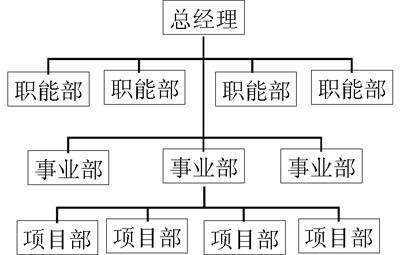 总经理
职能部 职能部 职能部 职能部
事业部 事业部 事业部
项目部 项目部 项目部 项目部